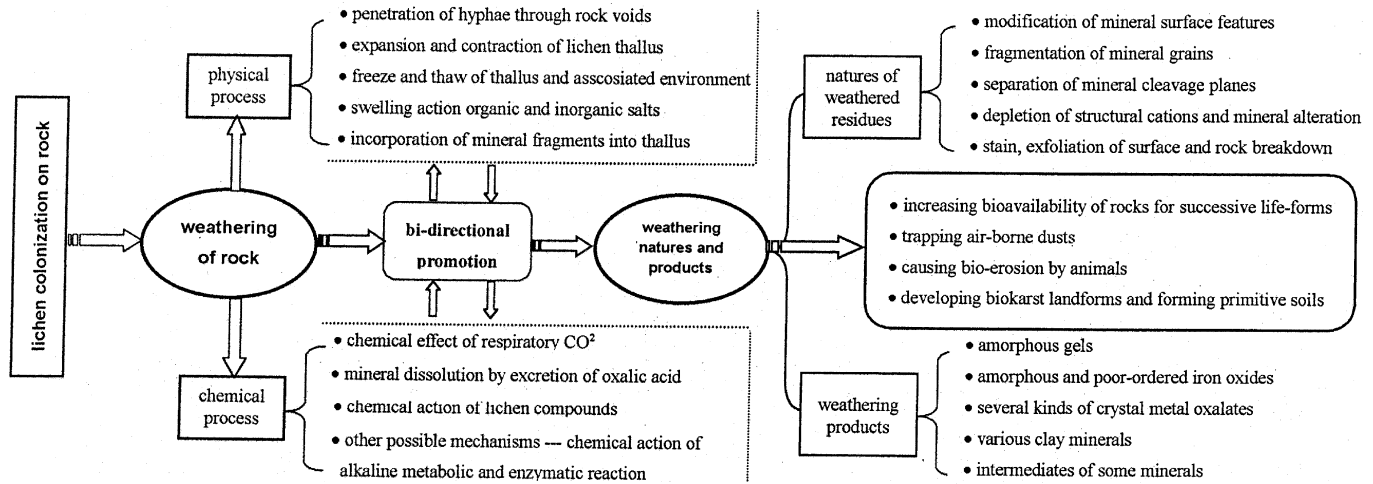 lichen colonization on rock
weathering
of rock
physical
process
• penetration of hyphae through rock voids
• expansion and contraction of lichen thallus
• freeze and thaw of thallus and asscosiated environment
• swelling action organic and inorganic salts
• incorporation of mineral fragments into thallus
bi-directional
promotion
chemical
process
• chemical effect of respiratory CO²
• mineral dissolution by excretion of oxalic acid
• chemical action of lichen compounds
• other possible mechanisms --- chemical action of
alkaline metabolic and enzymatic reaction
weathering
natures and
products
natures of
weathered
residues
• modification of mineral surface features
• fragmentation of mineral grains
• separation of mineral cleavage planes
• depletion of structural cations and mineral alteration
• stain, exfoliation of surface and rock breakdown
• increasing bioavailability of rocks for successive life-forms
• trapping air-borne dusts
• causing bio-erosion by animals
• developing biokarst landforms and forming primitive soils
weathering
products
• amorphous gels
• amorphous and poor-ordered iron oxides
• several kinds of crystal metal oxalates
• various clay minerals
• intermediates of some minerals